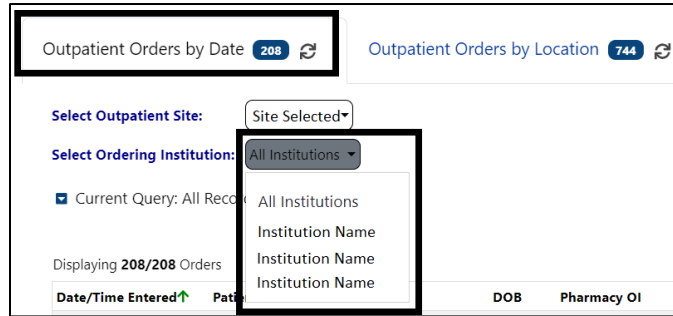 Outpatient Orders by Date 208 Outpatient Orders by Location 744
Select Outpatient Site: Site Selected
Select Ordering Institution: All Institutions
Current Query: All Reco
All Institutions
Institution Name
Institution Name
Institution Name
Displaying 208/208 Orders
Date/Time Entered Patie DOB Pharmacy OI